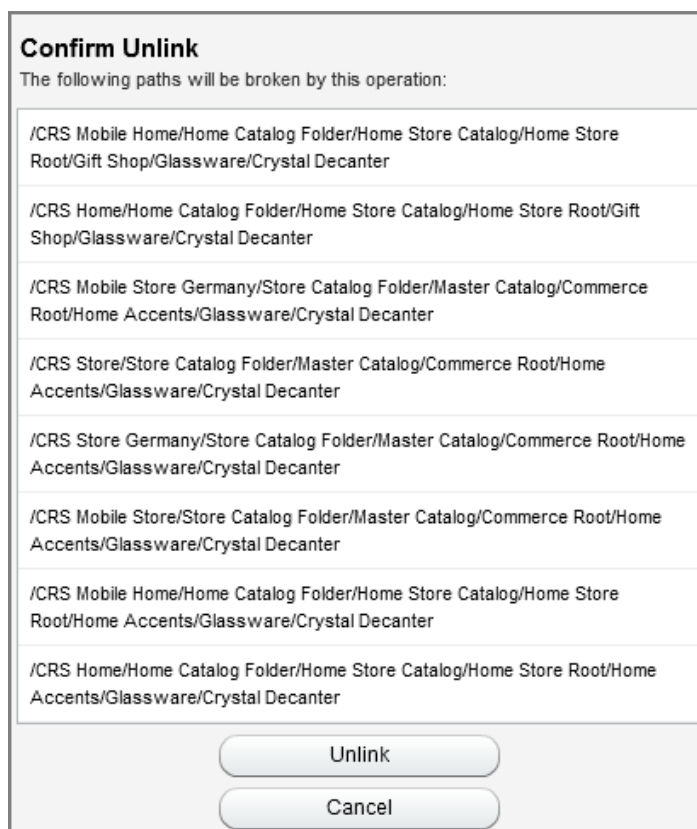 Confirm Unlink
The following paths will be broken by this operation:
/CRS Mobile Home/Home Catalog Folder/Home Store Catalog/Home Store
Root/Gift Shop/Glassware/Crystal Decanter
/CRS Home/Home Catalog Folder/Home Store Catalog/Home Store Root/Gift
Shop/Glassware/Crystal Decanter
/CRS Mobile Store Germany/Store Catalog Folder/Master Catalog/Commerce
Root/Home Accents/Glassware/Crystal Decanter
/CRS Store/Store Catalog Folder/Master Catalog/Commerce Root/Home
Accents/Glassware/Crystal Decanter
/CRS Store Germany/Store Catalog Folder/Master Catalog/Commerce Root/Home
Accents/Glassware/Crystal Decanter
/CRS Mobile Store/Store Catalog Folder/Master Catalog/Commerce Root/Home
Accents/Glassware/Crystal Decanter
/CRS Mobile Home/Home Catalog Folder/Home Store Catalog/Home Store
Root/Home Accents/Glassware/Crystal Decanter
/CRS Home/Home Catalog Folder/Home Store Catalog/Home Store Root/Home
Accents/Glassware/Crystal Decanter
Unlink
Cancel